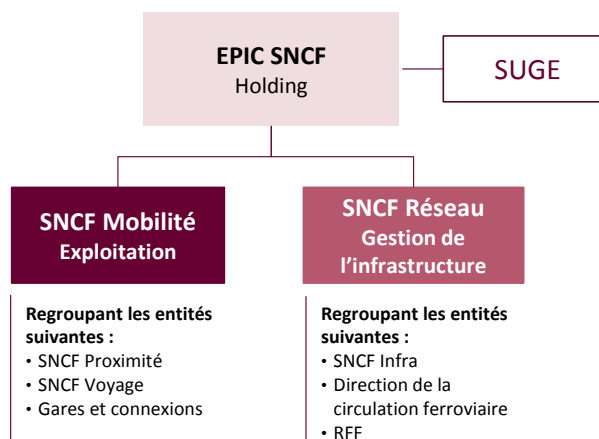 EPIC SNCF
Holding
SUGE
SNCF Mobilité
Exploitation
SNCF Réseau
Gestion de
l'infrastructure
Regroupant les entités
suivantes :
• SNCF Proximité
• SNCF Voyage
• Gares et connexions
Regroupant les entités
suivantes :
• SNCF Infra
• Direction de la
circulation ferroviaire
• RFF